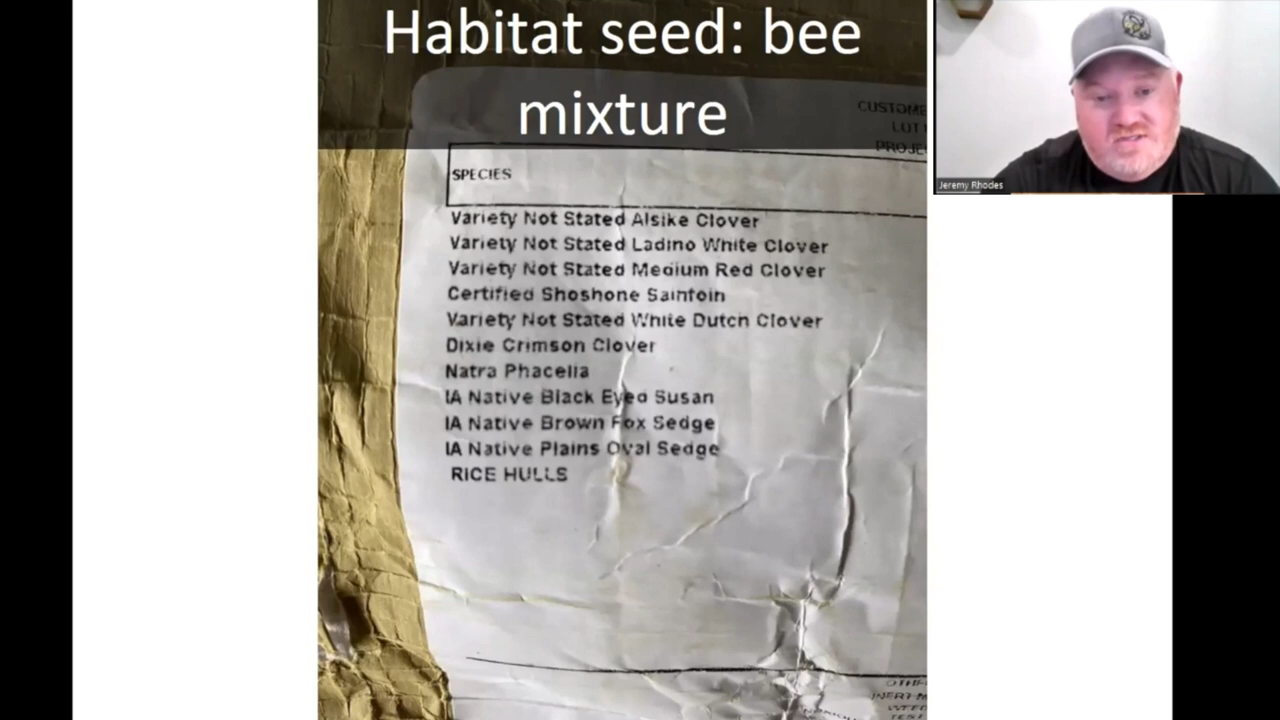 Habitat seed: bee
mixture
LOT
SPECIES
Variety Not Stated Alsike Clover
Variety Not Stated Ladino White Clover
Variety Not Stated Medium Red Clover
Certified Shoshone Sainfoin
Variety Not Stated White Dutch Clover
Dixie Crimson Clover
Natra Phacelia
IA Native Black Eyed Susan
IA Native Brown Fox Sedge
IA Native Plains Oval Sedge
RICE HULLS
Jeremy Rhodes